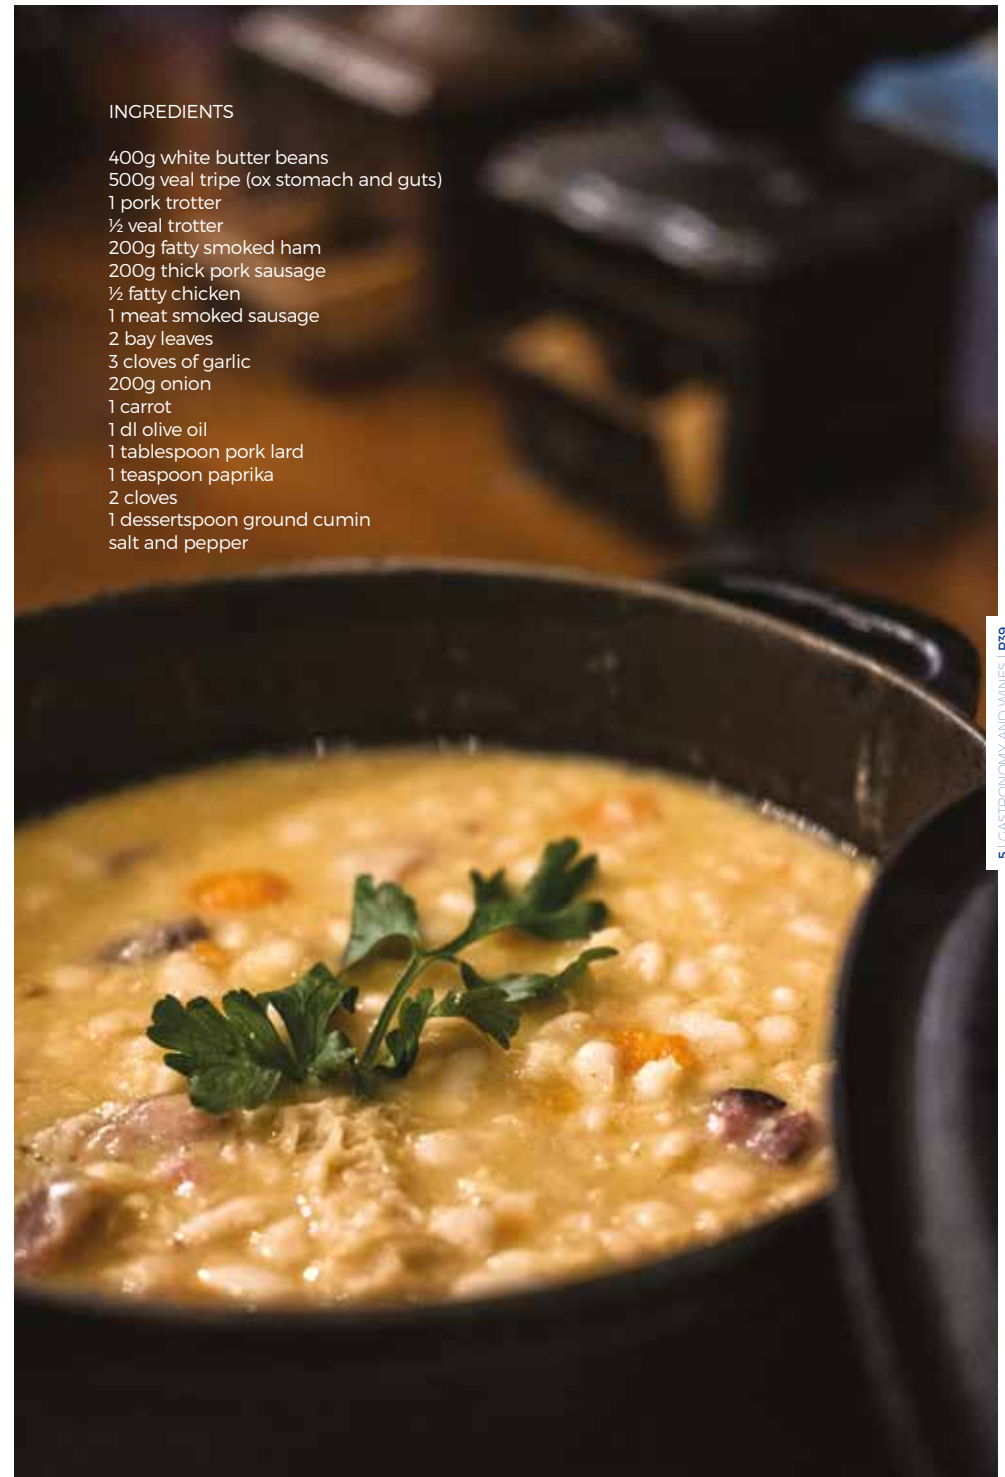 INGREDIENTS
400g white butter beans
500g veal tripe (ox stomach and guts)
1 pork trotter
½ veal trotter
200g fatty smoked ham
200g thick pork sausage
½ fatty chicken
1 meat smoked sausage
2 bay leaves
3 cloves of garlic
200g onion
1 carrot
1 dl olive oil
1 tablespoon pork lard
1 teaspoon paprika
2 cloves
1 dessertspoon ground cumin
salt and pepper
5 | GASTRONOMY AND WINES | P39